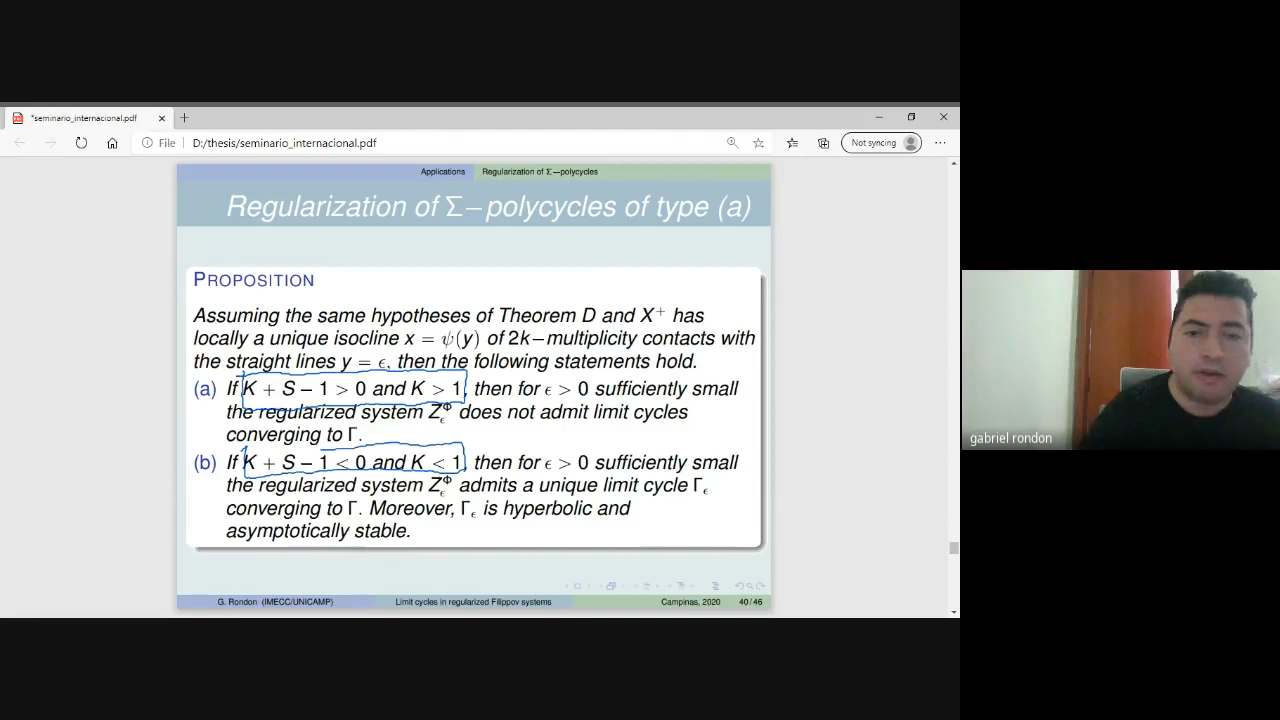 *seminario_internacional.pdf
File D:/thesis/seminario_internacional.pdf Not syncing
Applications Regularization of Σ−polycycles
Regularization of Σ−polycycles of type (a)
PROPOSITION
Assuming the same hypotheses of Theorem D and X⁺ has
locally a unique isocline x = ψ(y) of 2k−multiplicity contacts with
the straight lines y = ϵ, then the following statements hold.
(a) If K + S − 1 > 0 and K > 1, then for ϵ > 0 sufficiently small
the regularized system Z_ϵ^Φ does not admit limit cycles
converging to Γ.
(b) If K + S − 1 < 0 and K < 1, then for ϵ > 0 sufficiently small
the regularized system Z_ϵ^Φ admits a unique limit cycle Γ_ϵ
converging to Γ. Moreover, Γ_ϵ is hyperbolic and
asymptotically stable.
G. Rondon (IMECC/UNICAMP) Limit cycles in regularized Filippov systems Campinas, 2020 40/46
gabriel rondon